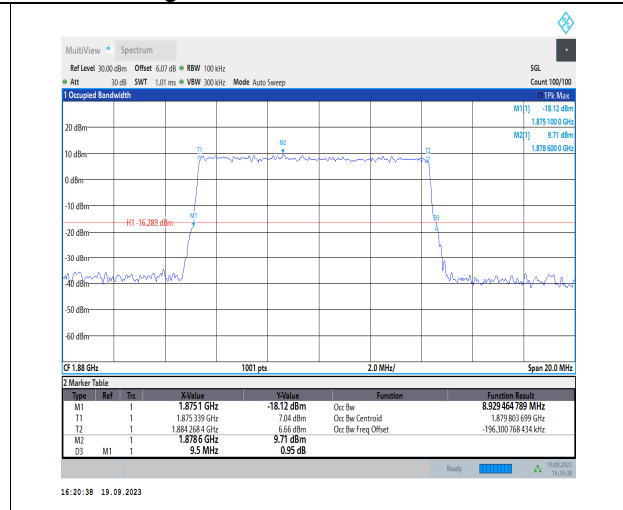 MultiView Spectrum
Ref Level 30.00 dBm Offset 6.07 dB RBW 100 kHz SGL
Att 30 dB SWT 1.01 ms VBW 300 kHz Mode Auto Sweep Count 100/100
1 Occupied Bandwidth 1Pk Max
M1[1] -18.12 dBm
1.875 100 0 GHz
M2[1] 9.71 dBm
1.878 600 0 GHz
20 dBm
10 dBm
0 dBm
-10 dBm
-20 dBm
-30 dBm
-40 dBm
-50 dBm
-60 dBm
T1
M2
T2
M1
D3
H1 -16.289 dBm
CF 1.88 GHz 1001 pts 2.0 MHz/ Span 20.0 MHz
2 Marker Table
Type Ref Trc X-Value Y-Value Function Function Result
M1 1 1.875 1 GHz -18.12 dBm Occ Bw 8.929 464 789 MHz
T1 1 1.875 339 GHz 7.04 dBm Occ Bw Centroid 1.879 803 699 GHz
T2 1 1.884 268 4 GHz 6.66 dBm Occ Bw Freq Offset -196.300 768 434 kHz
M2 1 1.878 6 GHz 9.71 dBm
D3 M1 1 9.5 MHz 0.95 dB
Ready 19.09.2023
16:20:38
16:20:38 19.09.2023